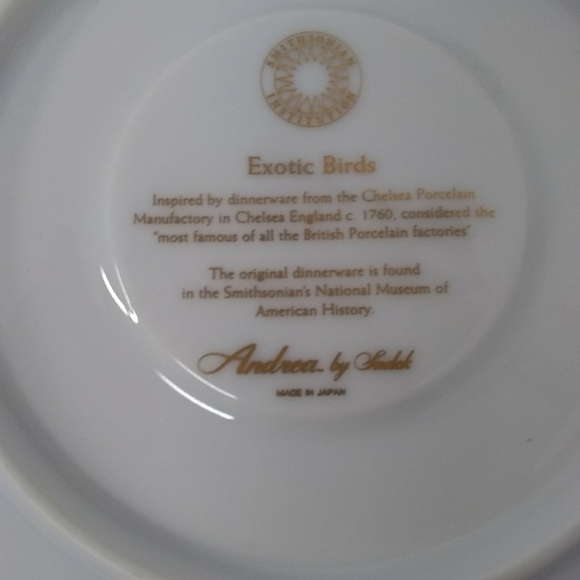 SMITHSONIAN
INSTITUTION
Exotic Birds
Inspired by dinnerware from the Chelsea Porcelain
Manufactory in Chelsea England c. 1760, considered the
"most famous of all the British Porcelain factories".
The original dinnerware is found
in the Smithsonian's National Museum of
American History.
Andrea by Sadek
MADE IN JAPAN